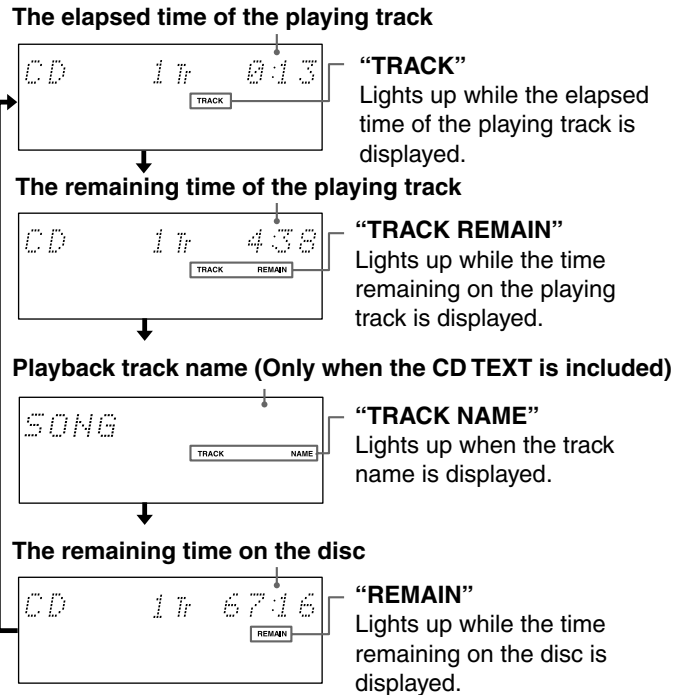 The elapsed time of the playing track
CD 1 Tr 0:13
TRACK
“TRACK”
Lights up while the elapsed
time of the playing track is
displayed.
The remaining time of the playing track
CD 1 Tr 4:38
TRACK REMAIN
“TRACK REMAIN”
Lights up while the time
remaining on the playing
track is displayed.
Playback track name (Only when the CD TEXT is included)
SONG
TRACK NAME
“TRACK NAME”
Lights up when the track
name is displayed.
The remaining time on the disc
CD 1 Tr 67:16
REMAIN
“REMAIN”
Lights up while the time
remaining on the disc is
displayed.